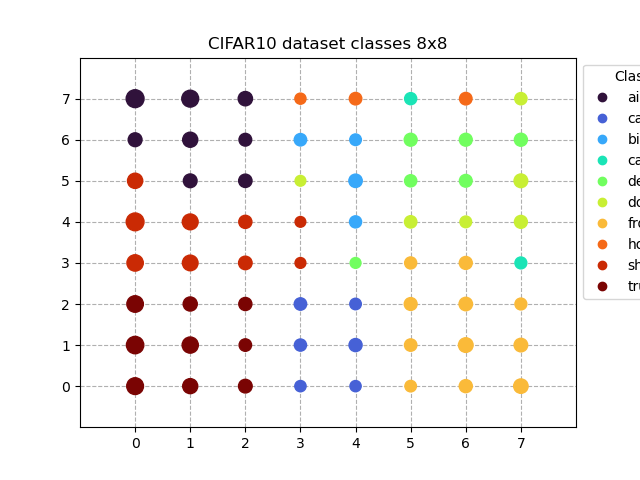 CIFAR10 dataset classes 8x8
7
6
5
4
3
2
1
0
0 1 2 3 4 5 6 7
Clas
ai
ca
bi
ca
de
do
fro
ho
sh
tru